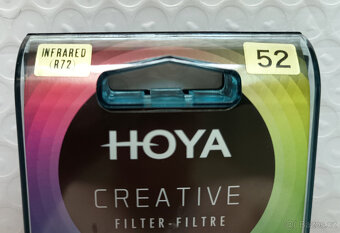 INFRARED
(R72)
52
HOYA
CREATIVE
FILTER-FILTRE